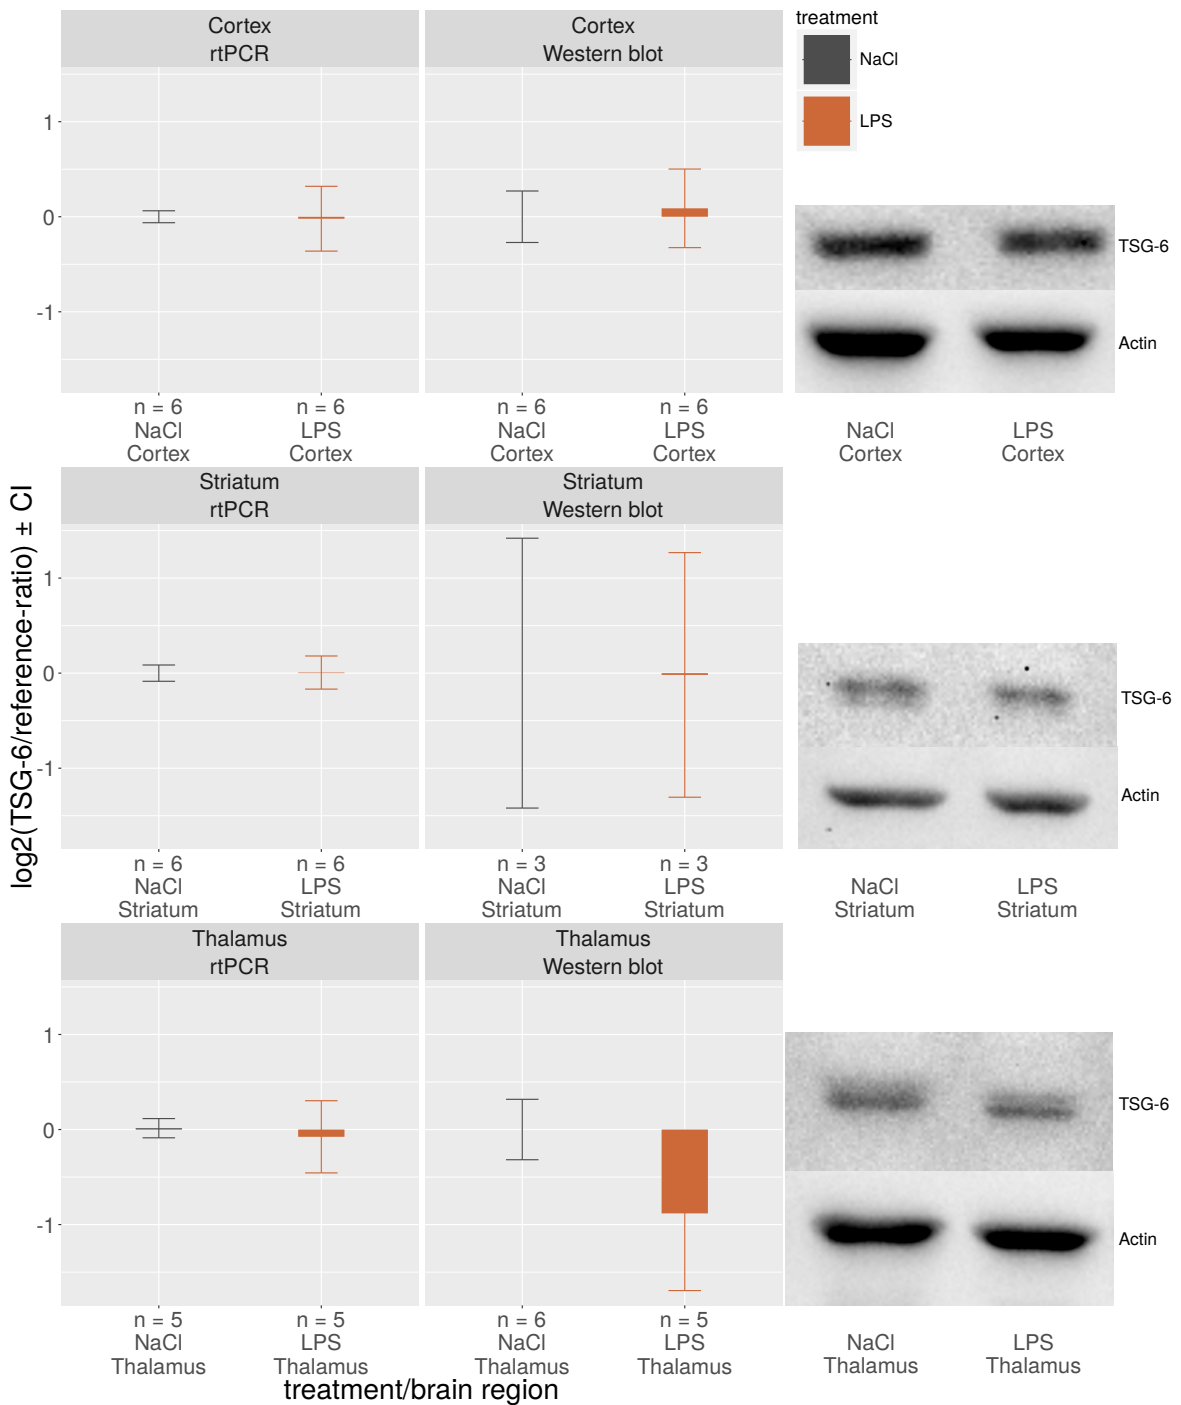 Cortex
rtPCR
Cortex
Western blot
treatment
NaCl
LPS
1
0
-1
TSG-6
Actin
n = 6
NaCl
Cortex
n = 6
LPS
Cortex
n = 6
NaCl
Cortex
n = 6
LPS
Cortex
NaCl
Cortex
LPS
Cortex
log2(TSG-6/reference-ratio) ± CI
Striatum
rtPCR
Striatum
Western blot
1
0
-1
TSG-6
Actin
n = 6
NaCl
Striatum
n = 6
LPS
Striatum
n = 3
NaCl
Striatum
n = 3
LPS
Striatum
NaCl
Striatum
LPS
Striatum
Thalamus
rtPCR
Thalamus
Western blot
1
0
-1
TSG-6
Actin
n = 5
NaCl
Thalamus
n = 5
LPS
Thalamus
n = 6
NaCl
Thalamus
n = 5
LPS
Thalamus
NaCl
Thalamus
LPS
Thalamus
treatment/brain region